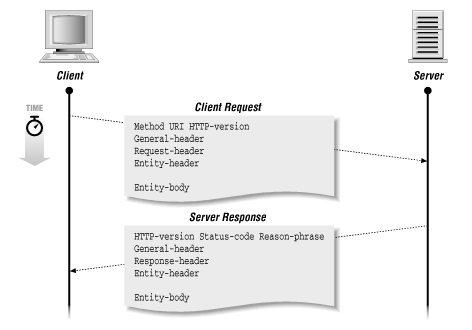 Client
Server
TIME
Client Request
Method URI HTTP-version
General-header
Request-header
Entity-header
Entity-body
Server Response
HTTP-version Status-code Reason-phrase
General-header
Response-header
Entity-header
Entity-body